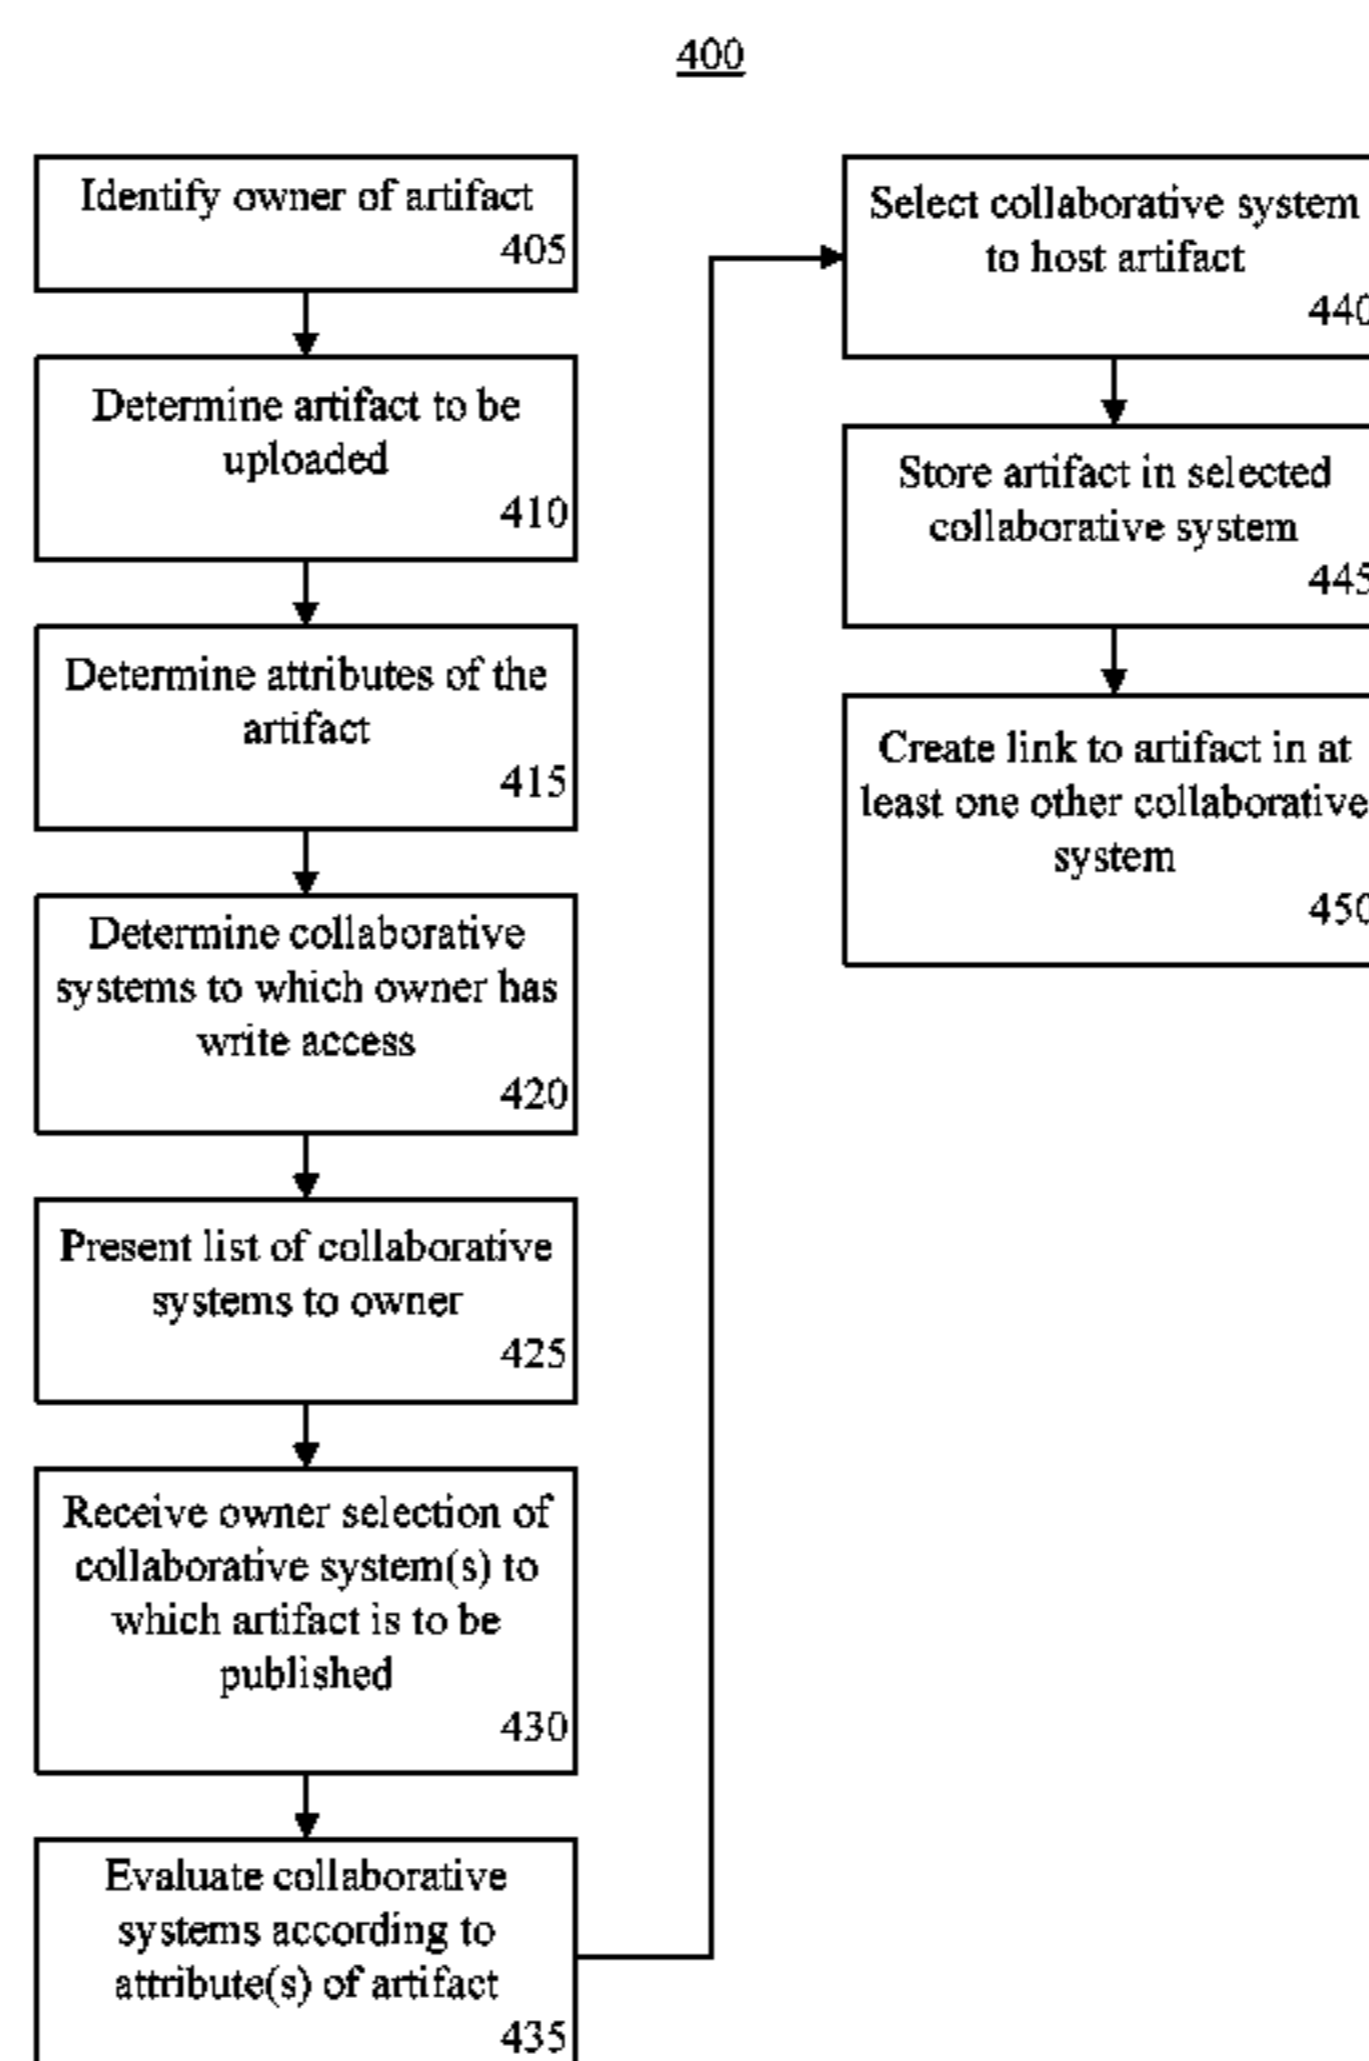 400
Identify owner of artifact
405
Determine artifact to be
uploaded
410
Determine attributes of the
artifact
415
Determine collaborative
systems to which owner has
write access
420
Present list of collaborative
systems to owner
425
Receive owner selection of
collaborative system(s) to
which artifact is to be
published
430
Evaluate collaborative
systems according to
attribute(s) of artifact
435
Select collaborative system
to host artifact
440
Store artifact in selected
collaborative system
445
Create link to artifact in at
least one other collaborative
system
450